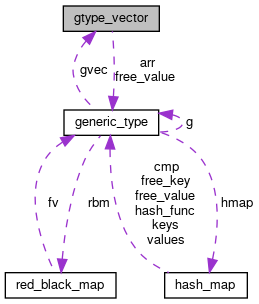 gtype_vector
gvec
arr
free_value
generic_type
g
cmp
free_key
free_value
hash_func
keys
values
fv
rbm
hmap
red_black_map
hash_map